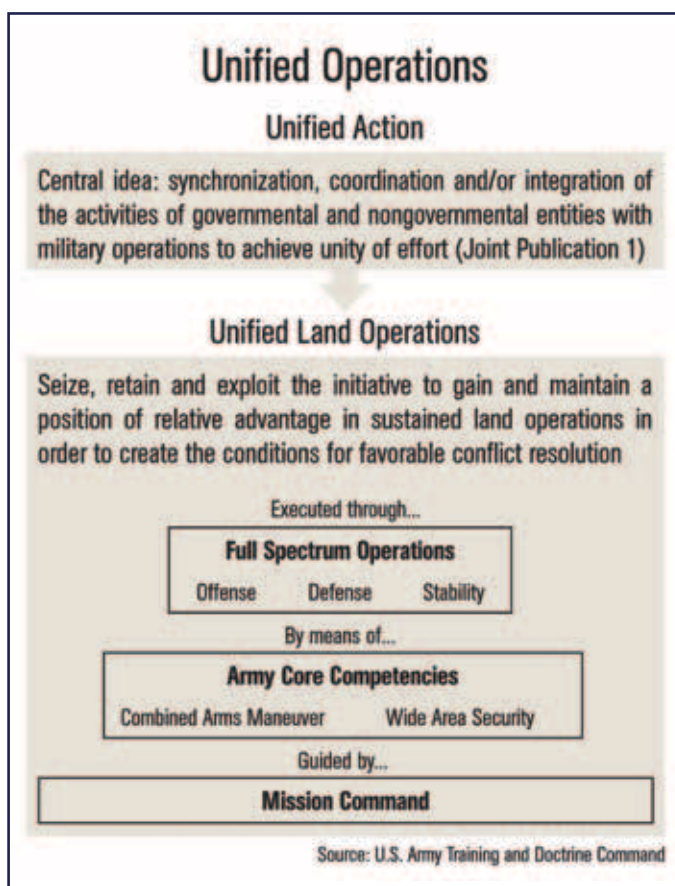 Unified Operations
Unified Action
Central idea: synchronization, coordination and/or integration of
the activities of governmental and nongovernmental entities with
military operations to achieve unity of effort (Joint Publication 1)
Unified Land Operations
Seize, retain and exploit the initiative to gain and maintain a
position of relative advantage in sustained land operations in
order to create the conditions for favorable conflict resolution
Executed through...
Full Spectrum Operations
Offense Defense Stability
By means of...
Army Core Competencies
Combined Arms Maneuver Wide Area Security
Guided by...
Mission Command
Source: U.S. Army Training and Doctrine Command